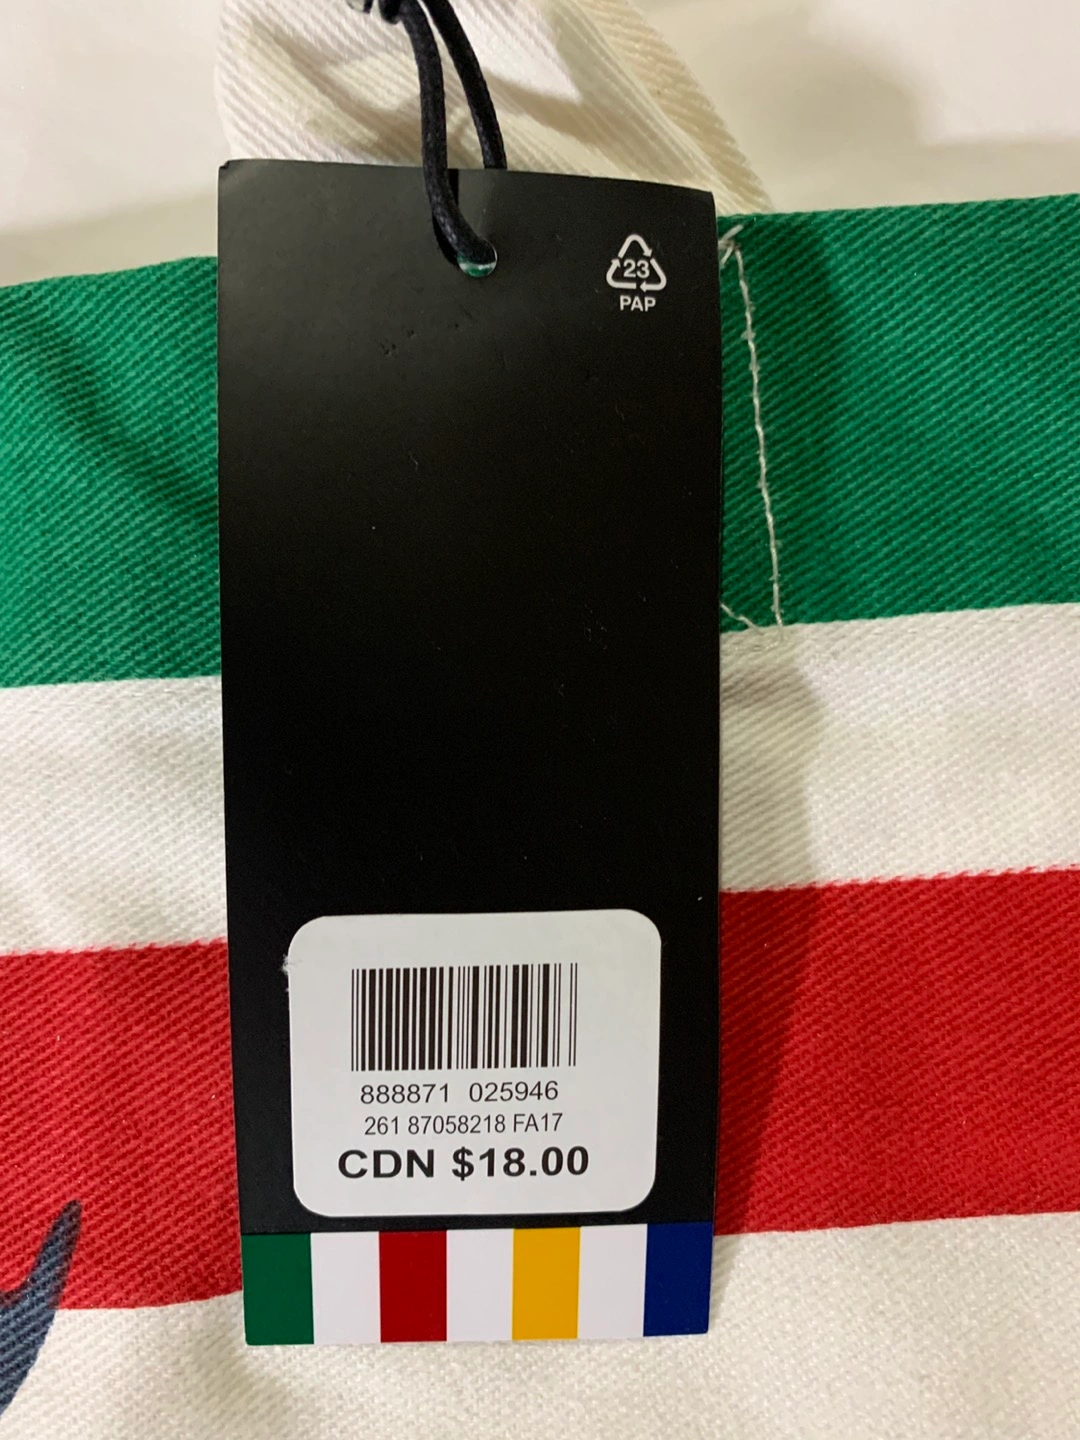 23
PAP
888871 025946
261 87058218 FA17
CDN $18.00